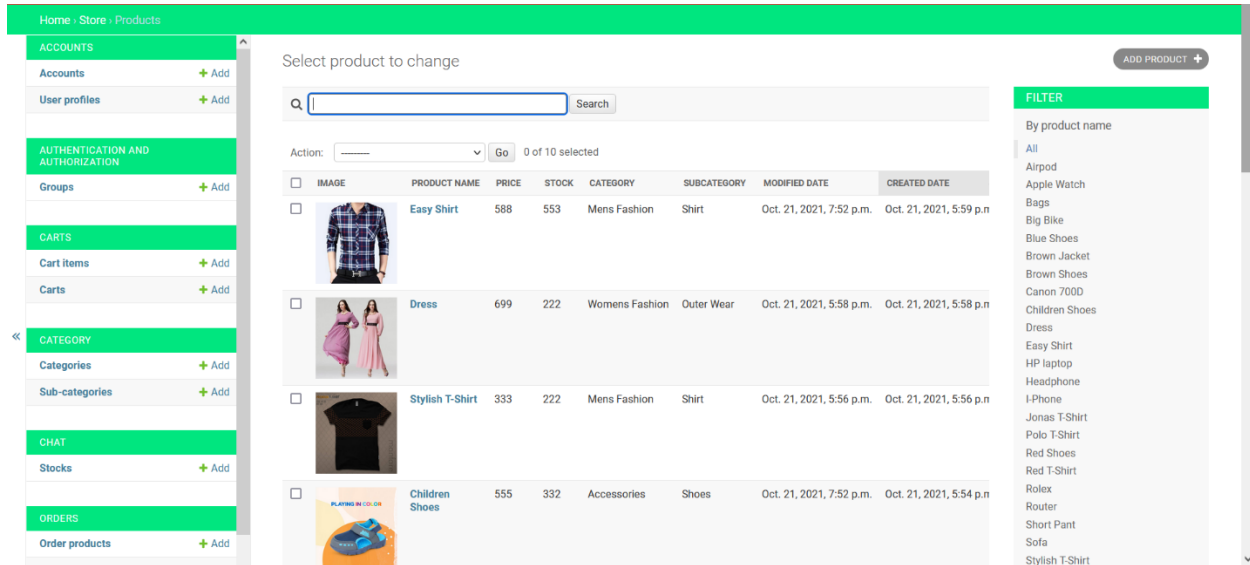 Home › Store › Products
ACCOUNTS
Accounts + Add
User profiles + Add
AUTHENTICATION AND
AUTHORIZATION
Groups + Add
CARTS
Cart items + Add
Carts + Add
«
CATEGORY
Categories + Add
Sub-categories + Add
CHAT
Stocks + Add
ORDERS
Order products + Add
Select product to change
ADD PRODUCT +
Search
Action: --------- Go 0 of 10 selected
IMAGE PRODUCT NAME PRICE STOCK CATEGORY SUBCATEGORY MODIFIED DATE CREATED DATE
Easy Shirt 588 553 Mens Fashion Shirt Oct. 21, 2021, 7:52 p.m. Oct. 21, 2021, 5:59 p.m
Dress 699 222 Womens Fashion Outer Wear Oct. 21, 2021, 5:58 p.m. Oct. 21, 2021, 5:58 p.m
Stylish T-Shirt 333 222 Mens Fashion Shirt Oct. 21, 2021, 5:56 p.m. Oct. 21, 2021, 5:56 p.m
PLAYING IN COLOR
Children
Shoes 555 332 Accessories Shoes Oct. 21, 2021, 7:52 p.m. Oct. 21, 2021, 5:54 p.m
FILTER
By product name
All
Airpod
Apple Watch
Bags
Big Bike
Blue Shoes
Brown Jacket
Brown Shoes
Canon 700D
Children Shoes
Dress
Easy Shirt
HP laptop
Headphone
I-Phone
Jonas T-Shirt
Polo T-Shirt
Red Shoes
Red T-Shirt
Rolex
Router
Short Pant
Sofa
Stylish T-Shirt